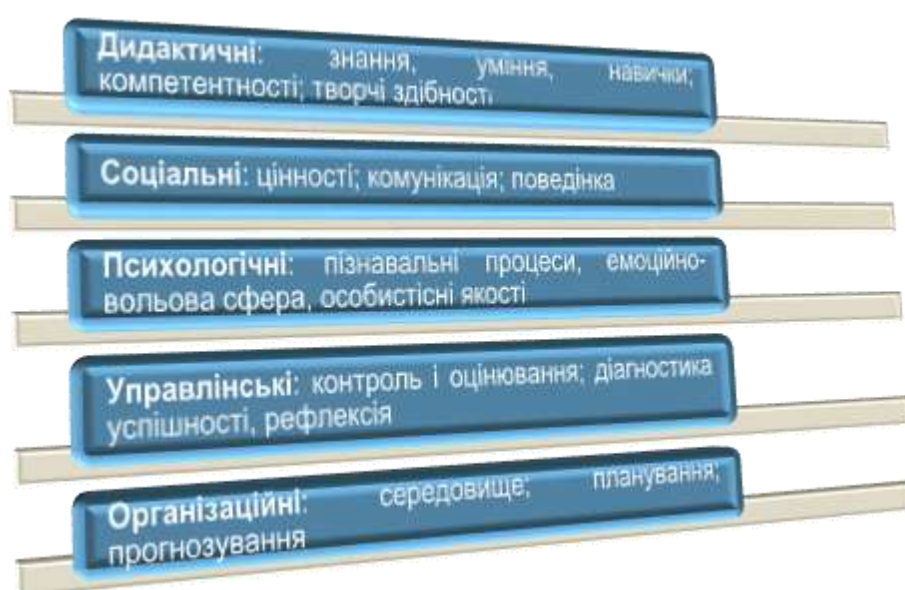 Дидактичні: знання, уміння, навички;
компетентності; творчі здібності
Соціальні: цінності; комунікація; поведінка
Психологічні: пізнавальні процеси, емоційно-
вольова сфера, особистісні якості
Управлінські: контроль і оцінювання; діагностика
успішності, рефлексія
Організаційні: середовище; планування;
прогнозування